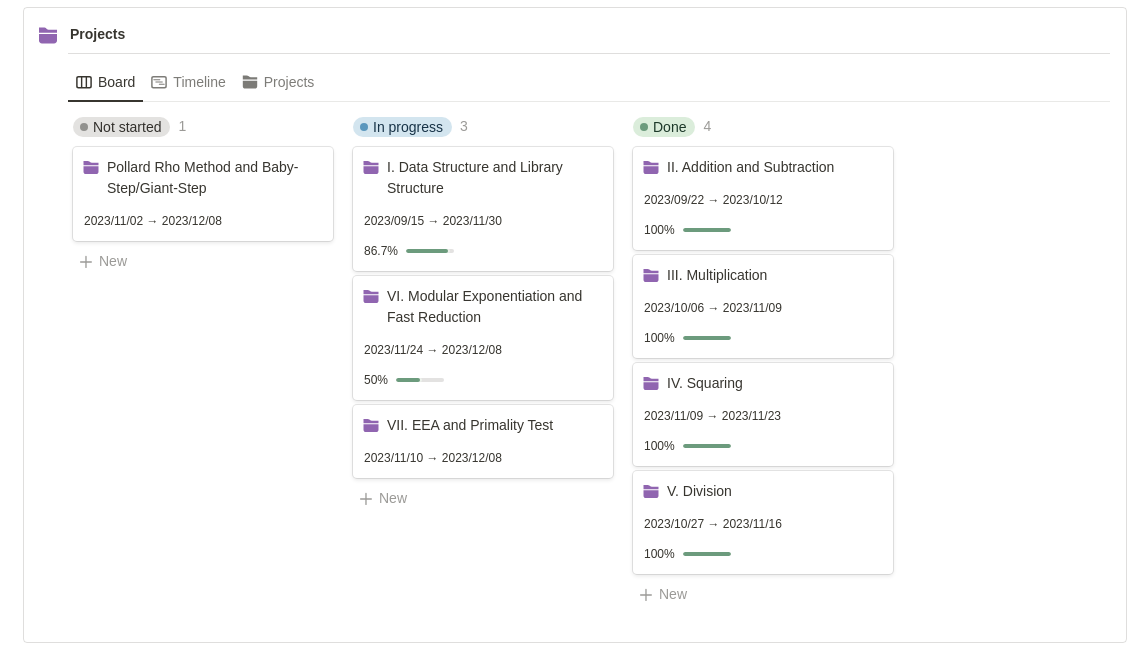 Projects
Board
Timeline
Projects
Not started 1
Pollard Rho Method and Baby-
Step/Giant-Step
2023/11/02 → 2023/12/08
New
In progress 3
I. Data Structure and Library
Structure
2023/09/15 → 2023/11/30
86.7%
VI. Modular Exponentiation and
Fast Reduction
2023/11/24 → 2023/12/08
50%
VII. EEA and Primality Test
2023/11/10 → 2023/12/08
New
Done 4
II. Addition and Subtraction
2023/09/22 → 2023/10/12
100%
III. Multiplication
2023/10/06 → 2023/11/09
100%
IV. Squaring
2023/11/09 → 2023/11/23
100%
V. Division
2023/10/27 → 2023/11/16
100%
New